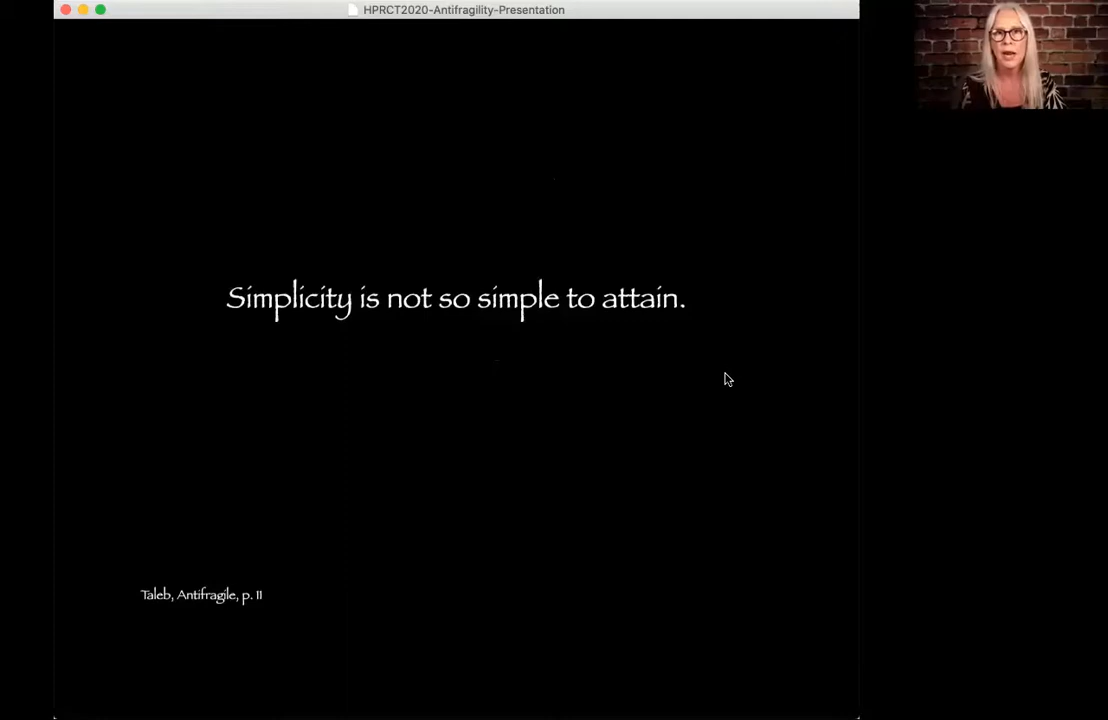 HPRCT2020-Antifragility-Presentation
Simplicity is not so simple to attain.
Taleb, Antifragile, p. 11